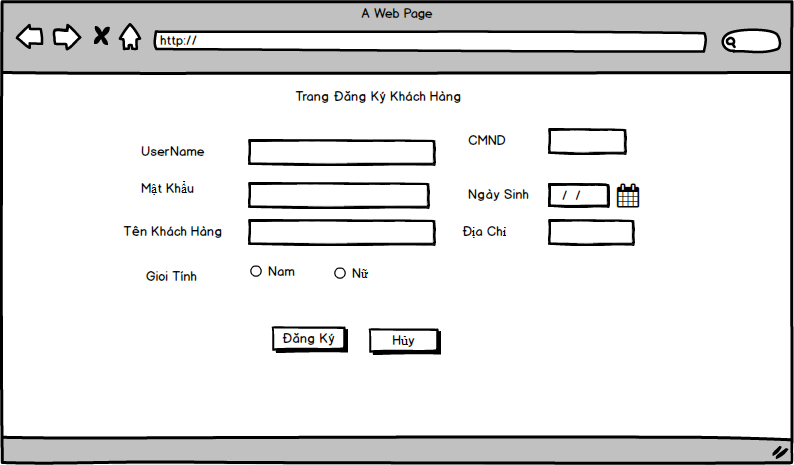 A Web Page
http://
Trang Đăng Ký Khách Hàng
UserName
CMND
Mật Khẩu
Ngày Sinh
/ /
Tên Khách Hàng
Địa Chỉ
Gioi Tính
Nam
Nữ
Đăng Ký
Hủy